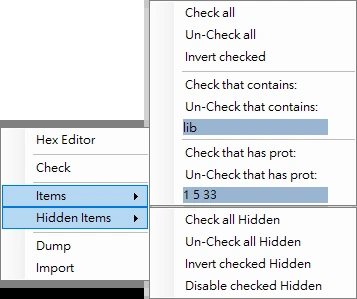 Check all
Un-Check all
Invert checked
Check that contains:
Un-Check that contains:
lib
Check that has prot:
Un-Check that has prot:
1 5 33
Hex Editor
Check
Items
Hidden Items
Dump
Import
Check all Hidden
Un-Check all Hidden
Invert checked Hidden
Disable checked Hidden